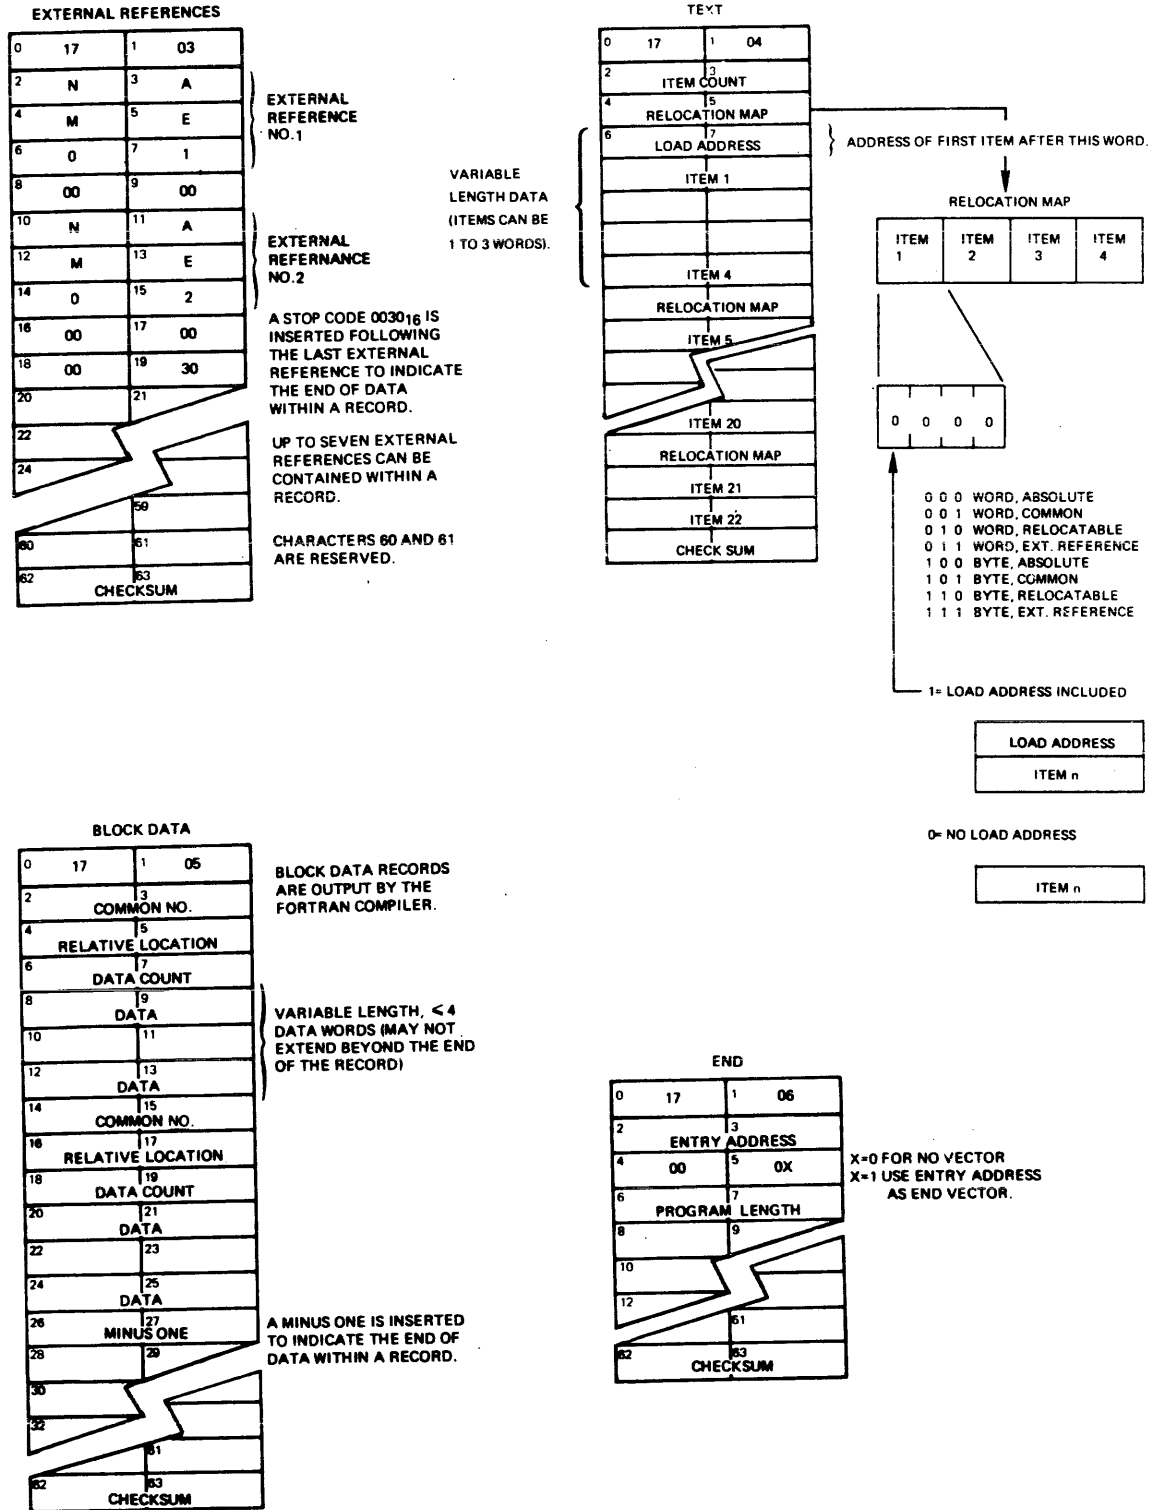 EXTERNAL REFERENCES
0 17 1 03
2 N 3 A
4 M 5 E
6 0 7 1
8 00 9 00
10 N 11 A
12 M 13 E
14 0 15 2
16 00 17 00
18 00 19 30
20 21
22
24
59
60 61
62 63
CHECKSUM
EXTERNAL
REFERENCE
NO.1
EXTERNAL
REFERNANCE
NO.2
A STOP CODE 003016 IS
INSERTED FOLLOWING
THE LAST EXTERNAL
REFERENCE TO INDICATE
THE END OF DATA
WITHIN A RECORD.
UP TO SEVEN EXTERNAL
REFERENCES CAN BE
CONTAINED WITHIN A
RECORD.
CHARACTERS 60 AND 61
ARE RESERVED.
TEXT
0 17 1 04
2 3
ITEM COUNT
4 5
RELOCATION MAP
6 7
LOAD ADDRESS
ITEM 1
ITEM 4
RELOCATION MAP
ITEM 5
ITEM 20
RELOCATION MAP
ITEM 21
ITEM 22
CHECK SUM
VARIABLE
LENGTH DATA
(ITEMS CAN BE
1 TO 3 WORDS).
ADDRESS OF FIRST ITEM AFTER THIS WORD.
RELOCATION MAP
ITEM ITEM ITEM ITEM
1 2 3 4
0 0 0 0
0 0 0 WORD, ABSOLUTE
0 0 1 WORD, COMMON
0 1 0 WORD, RELOCATABLE
0 1 1 WORD, EXT. REFERENCE
1 0 0 BYTE, ABSOLUTE
1 0 1 BYTE, COMMON
1 1 0 BYTE, RELOCATABLE
1 1 1 BYTE, EXT. REFERENCE
1= LOAD ADDRESS INCLUDED
LOAD ADDRESS
ITEM n
0= NO LOAD ADDRESS
ITEM n
BLOCK DATA
0 17 1 05
2 3
COMMON NO.
4 5
RELATIVE LOCATION
6 7
DATA COUNT
8 9
DATA
10 11
12 13
DATA
14 15
COMMON NO.
16 17
RELATIVE LOCATION
18 19
DATA COUNT
20 21
DATA
22 23
24 25
DATA
26 27
MINUS ONE
28 29
30
32
61
62 63
CHECKSUM
BLOCK DATA RECORDS
ARE OUTPUT BY THE
FORTRAN COMPILER.
VARIABLE LENGTH, ⩽ 4
DATA WORDS (MAY NOT
EXTEND BEYOND THE END
OF THE RECORD)
A MINUS ONE IS INSERTED
TO INDICATE THE END OF
DATA WITHIN A RECORD.
END
0 17 1 06
2 3
ENTRY ADDRESS
4 00 5 0X
6 7
PROGRAM LENGTH
8 9
10
12
61
62 63
CHECKSUM
X=0 FOR NO VECTOR
X=1 USE ENTRY ADDRESS
AS END VECTOR.